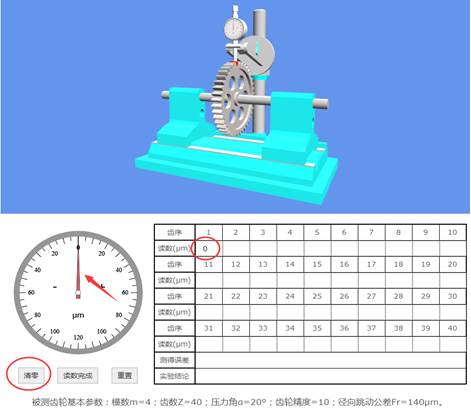 齿序 1 2 3 4 5 6 7 8 9 10
读数(μm) 0
齿序 11 12 13 14 15 16 17 18 19 20
读数(μm)
齿序 21 22 23 24 25 26 27 28 29 30
读数(μm)
齿序 31 32 33 34 35 36 37 38 39 40
读数(μm)
测得误差
实验结论
0
20 20
40 40
- +
60 60
μm
80 80
100 100
120
清零 读数完成 重置
被测齿轮基本参数：模数m=4；齿数Z=40；压力角α=20°；齿轮精度=10；径向跳动公差Fr=140μm。